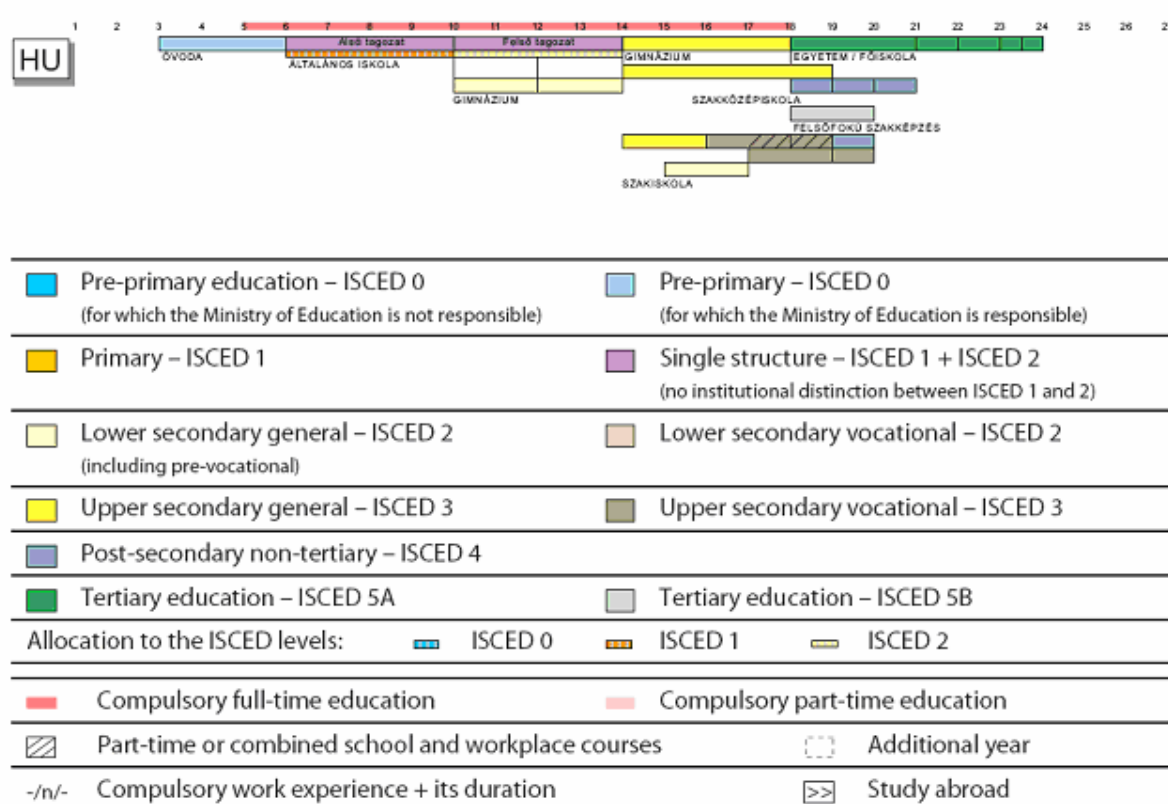 1 2 3 4 5 6 7 8 9 10 11 12 13 14 15 16 17 18 19 20 21 22 23 24 25 26
HU
Alsó tagozat Felső tagozat
ÓVODA ÁLTALÁNOS ISKOLA GIMNÁZIUM EGYETEM / FŐISKOLA
GIMNÁZIUM SZAKKÖZÉPISKOLA
FELSŐFOKÚ SZAKKÉPZÉS
SZAKISKOLA
Pre-primary education – ISCED 0 Pre-primary – ISCED 0
(for which the Ministry of Education is not responsible) (for which the Ministry of Education is responsible)
Primary – ISCED 1 Single structure – ISCED 1 + ISCED 2
(no institutional distinction between ISCED 1 and 2)
Lower secondary general – ISCED 2 Lower secondary vocational – ISCED 2
(including pre-vocational)
Upper secondary general – ISCED 3 Upper secondary vocational – ISCED 3
Post-secondary non-tertiary – ISCED 4
Tertiary education – ISCED 5A Tertiary education – ISCED 5B
Allocation to the ISCED levels: ISCED 0 ISCED 1 ISCED 2
Compulsory full-time education Compulsory part-time education
Part-time or combined school and workplace courses Additional year
-/n/- Compulsory work experience + its duration >> Study abroad